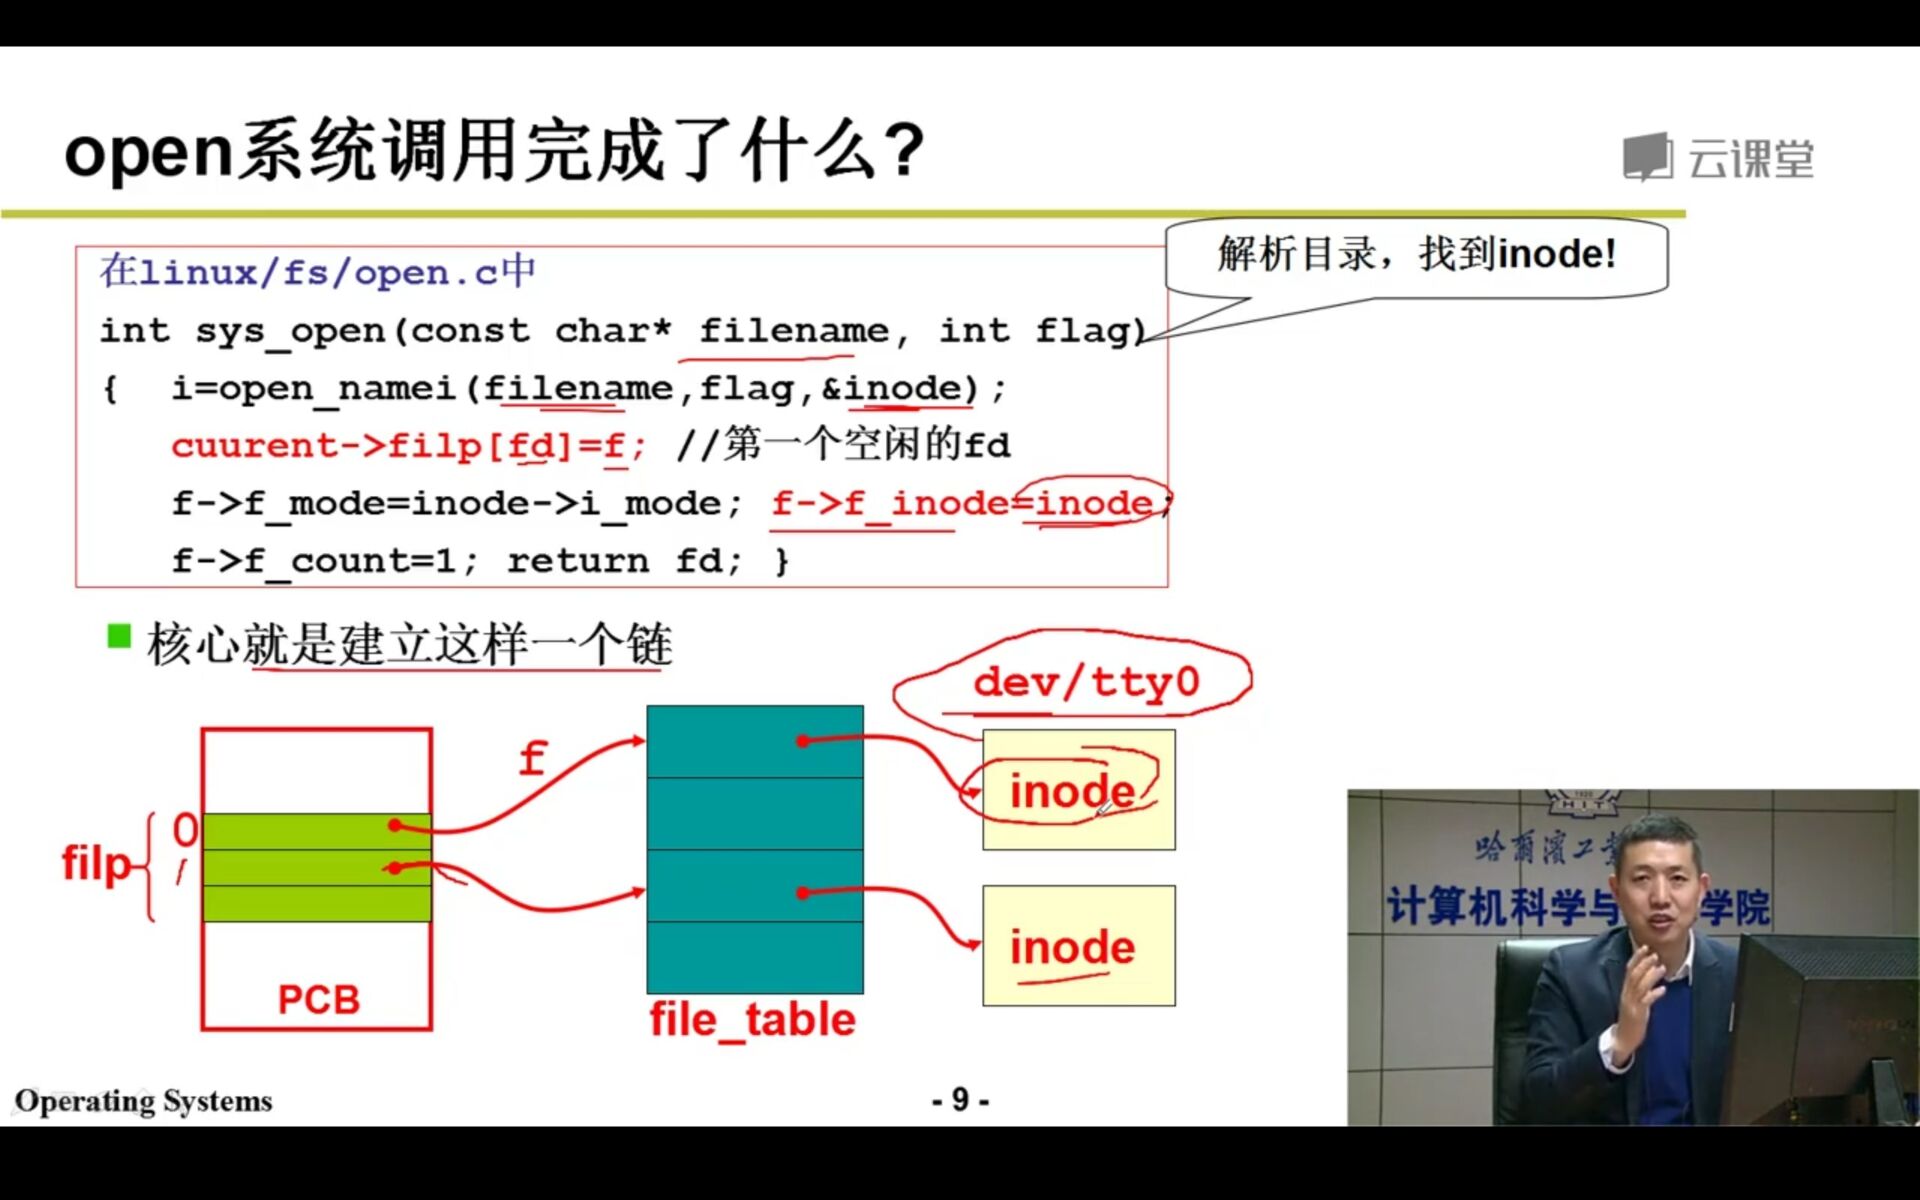 open系统调用完成了什么?
云课堂
解析目录，找到inode!
在linux/fs/open.c中
int sys_open(const char* filename, int flag)
{ i=open_namei(filename,flag,&inode);
cuurent->filp[fd]=f; //第一个空闲的fd
f->f_mode=inode->i_mode; f->f_inode=inode;
f->f_count=1; return fd; }
核心就是建立这样一个链
dev/tty0
f
inode
0
filp
1
inode
PCB
file_table
HIT
哈尔滨工业
计算机科学与
学院
Operating Systems
- 9 -